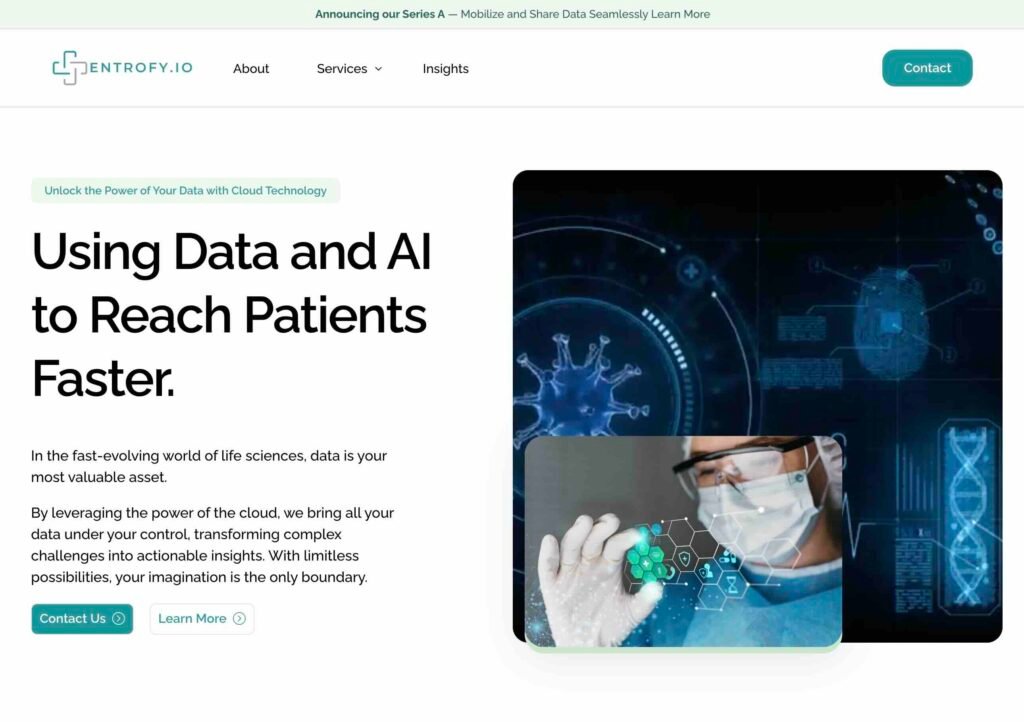 Announcing our Series A — Mobilize and Share Data Seamlessly Learn More
ENTROFY.IO
About
Services
Insights
Contact
Unlock the Power of Your Data with Cloud Technology
Using Data and AI
to Reach Patients
Faster.
In the fast-evolving world of life sciences, data is your
most valuable asset.
By leveraging the power of the cloud, we bring all your
data under your control, transforming complex
challenges into actionable insights. With limitless
possibilities, your imagination is the only boundary.
Contact Us
Learn More